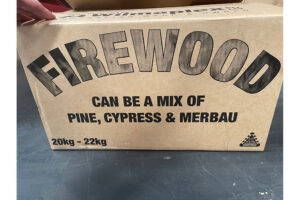 FIREWOOD
CAN BE A MIX OF
PINE, CYPRESS & MERBAU
20kg - 22kg